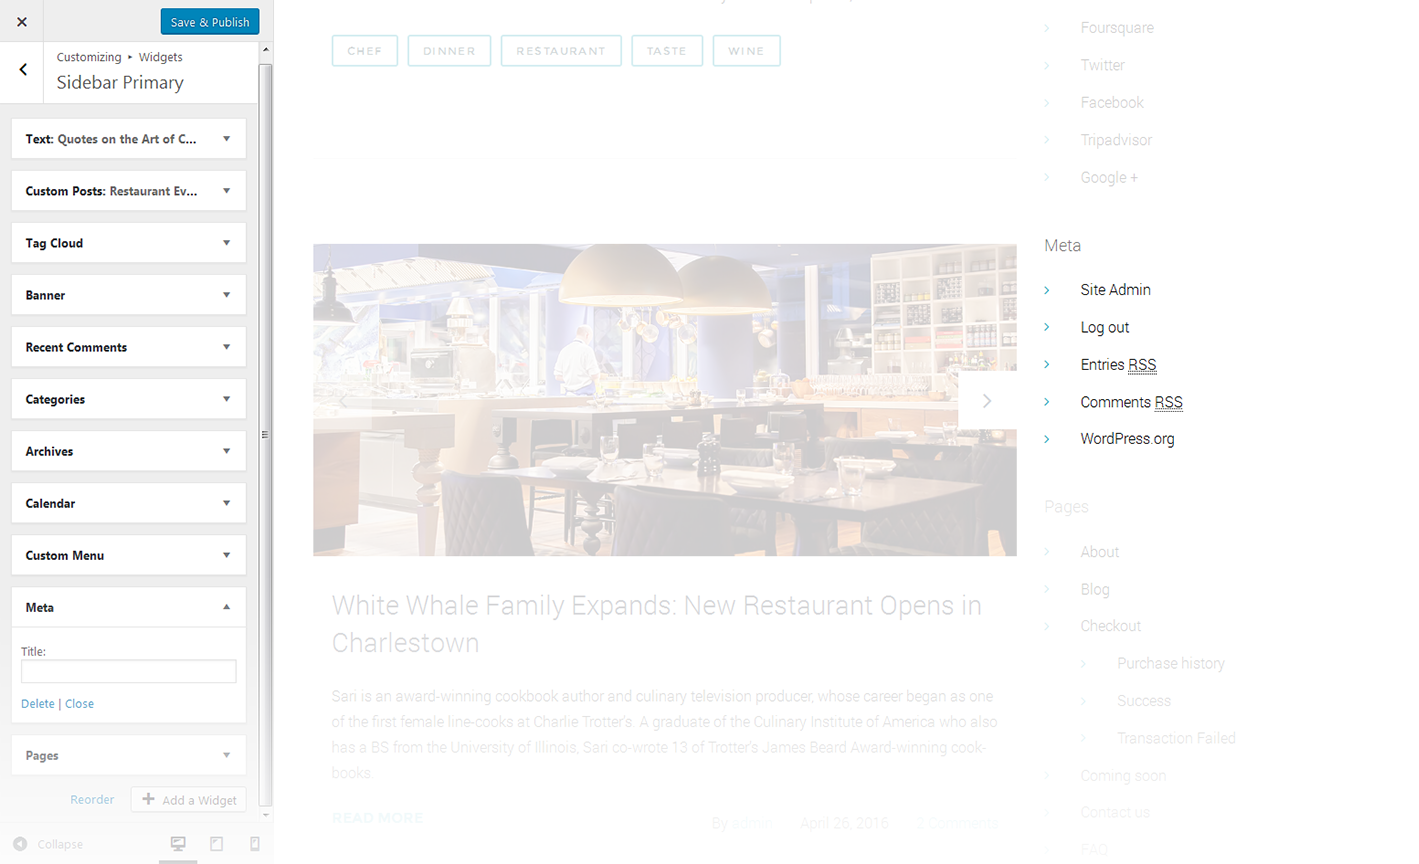 Save & Publish
Customizing ▸ Widgets
Sidebar Primary
Text: Quotes on the Art of C...
Custom Posts: Restaurant Ev...
Tag Cloud
Banner
Recent Comments
Categories
Archives
Calendar
Custom Menu
Meta
Title:
Delete | Close
Pages
Reorder
Add a Widget
Collapse
CHEF
DINNER
RESTAURANT
TASTE
WINE
White Whale Family Expands: New Restaurant Opens in
Charlestown
Sari is an award-winning cookbook author and culinary television producer, whose career began as one
of the first female line-cooks at Charlie Trotter's. A graduate of the Culinary Institute of America who also
has a BS from the University of Illinois, Sari co-wrote 13 of Trotter's James Beard Award-winning cook-
books.
READ MORE
By admin
April 26, 2016
Foursquare
Twitter
Facebook
Tripadvisor
Google +
Meta
Site Admin
Log out
Entries RSS
Comments RSS
WordPress.org
Pages
About
Blog
Checkout
Purchase history
Success
Transaction Failed
Coming soon
Contact us
FAQ